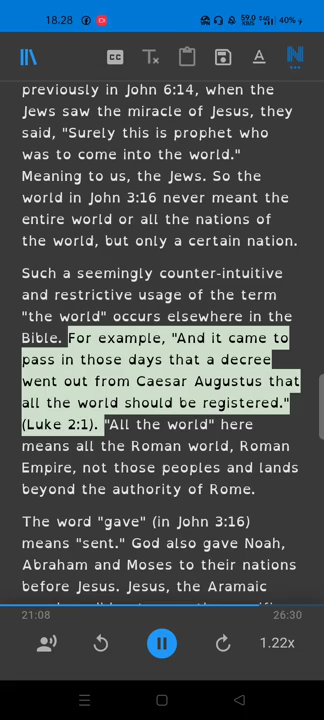 18.28
59.0
40%
CC
previously in John 6:14, when the
Jews saw the miracle of Jesus, they
said, "Surely this is prophet who
was to come into the world."
Meaning to us, the Jews. So the
world in John 3:16 never meant the
entire world or all the nations of
the world, but only a certain nation.
Such a seemingly counter-intuitive
and restrictive usage of the term
"the world" occurs elsewhere in the
Bible. For example, "And it came to
pass in those days that a decree
went out from Caesar Augustus that
all the world should be registered."
(Luke 2:1). "All the world" here
means all the Roman world, Roman
Empire, not those peoples and lands
beyond the authority of Rome.
The word "gave" (in John 3:16)
means "sent." God also gave Noah,
Abraham and Moses to their nations
before Jesus. Jesus, the Aramaic
21:08
26:30
1.22x